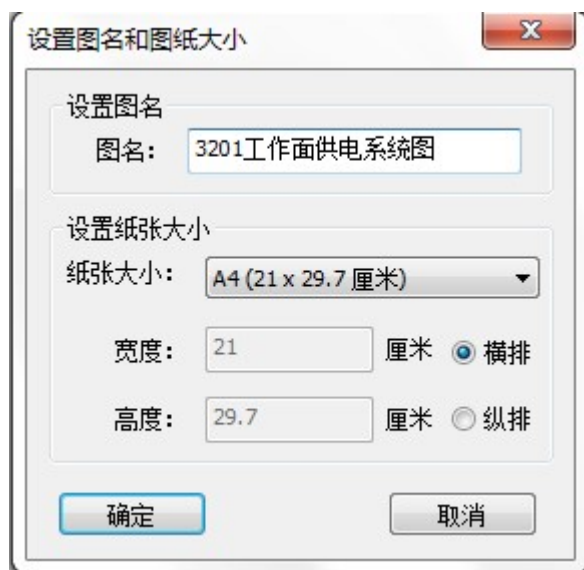 设置图名和图纸大小
设置图名
图名： 3201工作面供电系统图
设置纸张大小
纸张大小： A4 (21 x 29.7 厘米)
宽度： 21 厘米 横排
高度： 29.7 厘米 纵排
确定 取消